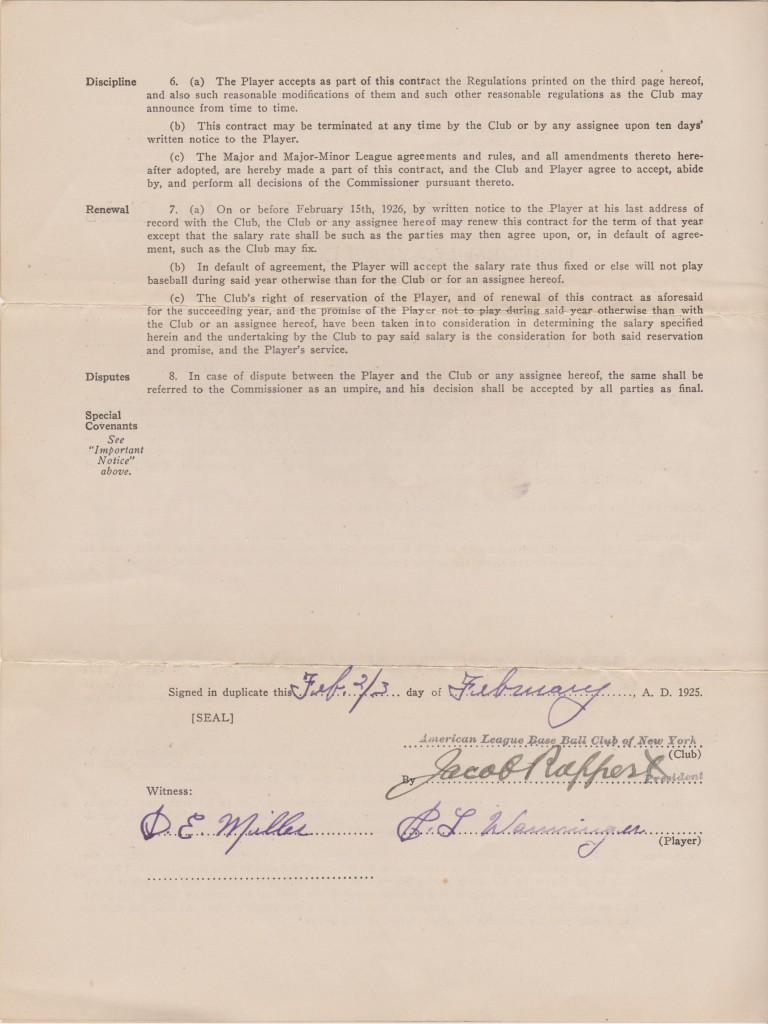 Discipline 6. (a) The Player accepts as part of this contract the Regulations printed on the third page hereof,
and also such reasonable modifications of them and such other reasonable regulations as the Club may
announce from time to time.
(b) This contract may be terminated at any time by the Club or by any assignee upon ten days'
written notice to the Player.
(c) The Major and Major-Minor League agreements and rules, and all amendments thereto here-
after adopted, are hereby made a part of this contract, and the Club and Player agree to accept, abide
by, and perform all decisions of the Commissioner pursuant thereto.
Renewal 7. (a) On or before February 15th, 1926, by written notice to the Player at his last address of
record with the Club, the Club or any assignee hereof may renew this contract for the term of that year
except that the salary rate shall be such as the parties may then agree upon, or, in default of agree-
ment, such as the Club may fix.
(b) In default of agreement, the Player will accept the salary rate thus fixed or else will not play
baseball during said year otherwise than for the Club or for an assignee hereof.
(c) The Club's right of reservation of the Player, and of renewal of this contract as aforesaid
for the succeeding year, and the promise of the Player not to play during said year otherwise than with
the Club or an assignee hereof, have been taken into consideration in determining the salary specified
herein and the undertaking by the Club to pay said salary is the consideration for both said reservation
and promise, and the Player's service.
Disputes 8. In case of dispute between the Player and the Club or any assignee hereof, the same shall be
referred to the Commissioner as an umpire, and his decision shall be accepted by all parties as final.
Special
Covenants
See
"Important
Notice"
above.
Signed in duplicate this Feb. 2/3 day of February, A. D. 1925.
[SEAL]
American League Base Ball Club of New York
(Club)
By Jacob Ruppert President
Witness:
D. E. Miller P. L. Wanninger
(Player)